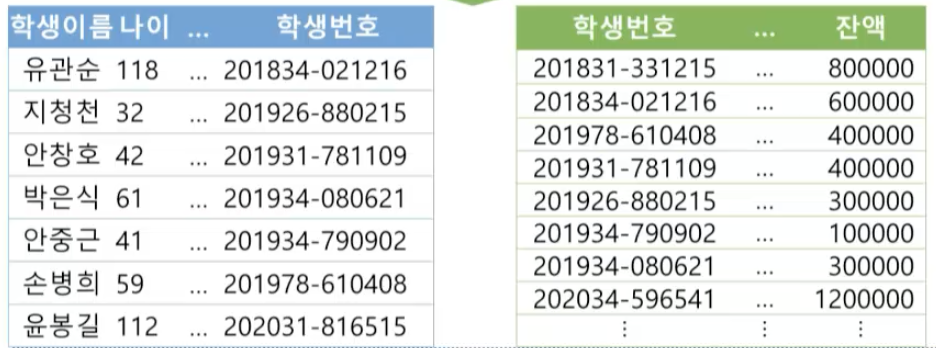 학생이름 나이 ... 학생번호
유관순 118 ... 201834-021216
지청천 32 ... 201926-880215
안창호 42 ... 201931-781109
박은식 61 ... 201934-080621
안중근 41 ... 201934-790902
손병희 59 ... 201978-610408
윤봉길 112 ... 202031-816515
학생번호 ... 잔액
201831-331215 ... 800000
201834-021216 ... 600000
201978-610408 ... 400000
201931-781109 ... 400000
201926-880215 ... 300000
201934-790902 ... 100000
201934-080621 ... 300000
202034-596541 ... 1200000
⋮ ⋮ ⋮